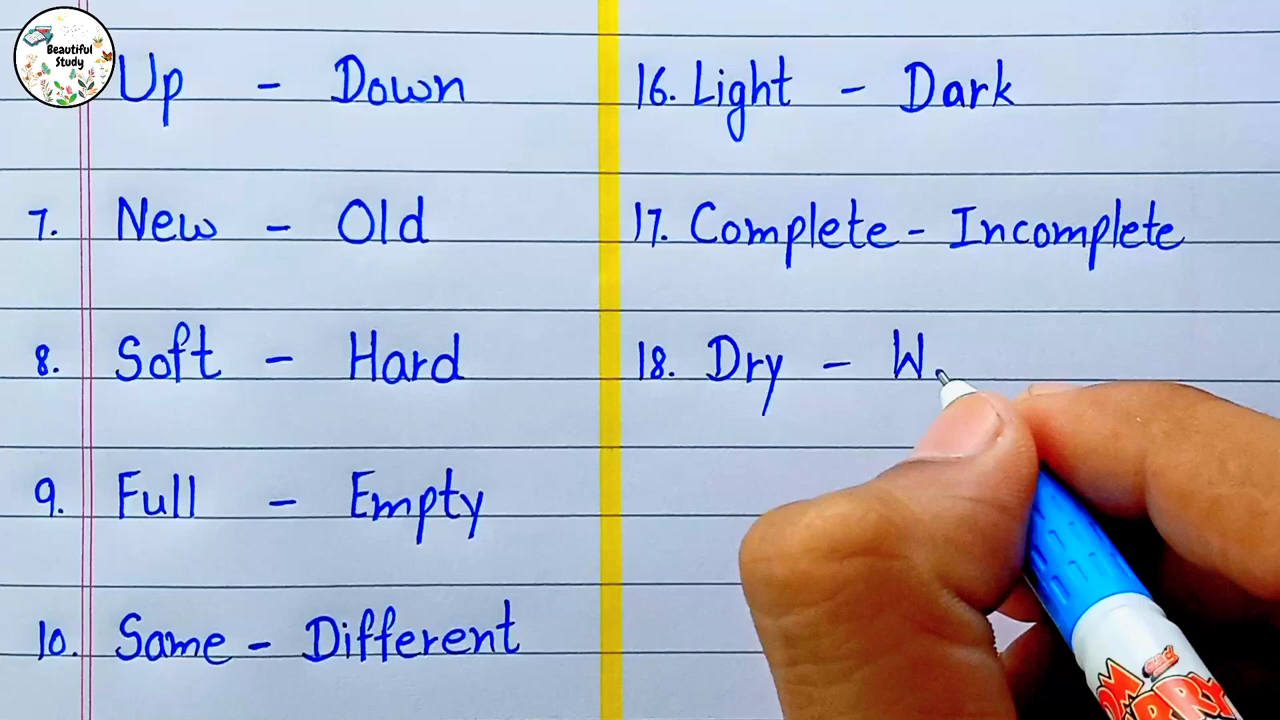 Beautiful
Study
Up - Down
7. New - Old
8. Soft - Hard
9. Full - Empty
10. Same - Different
16. Light - Dark
17. Complete - Incomplete
18. Dry - W